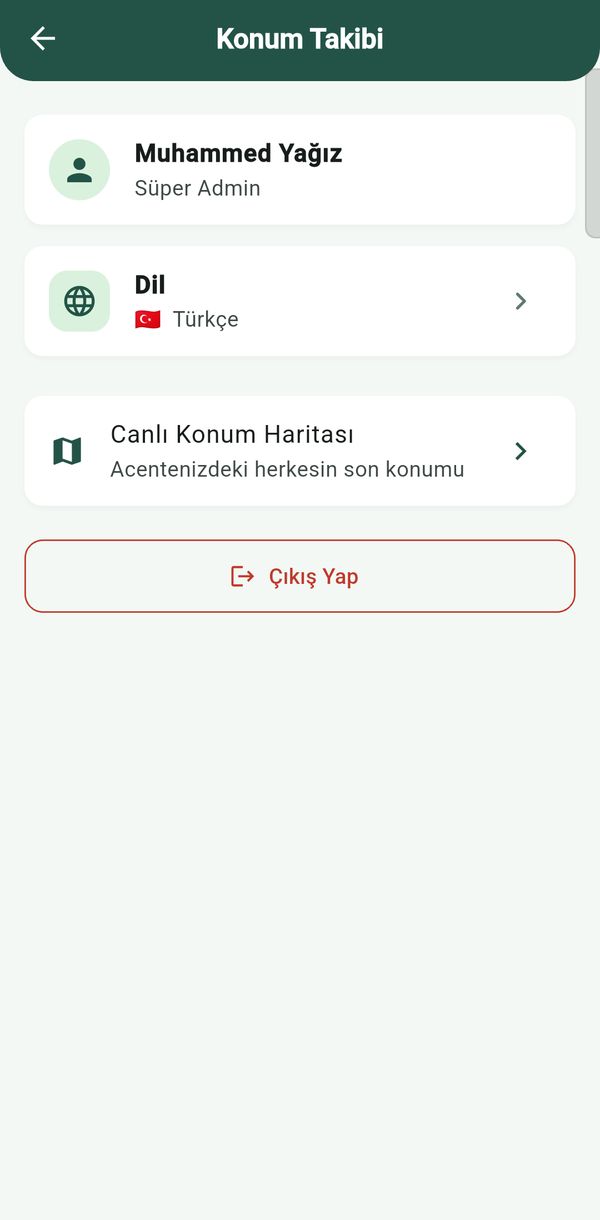 Konum Takibi
Muhammed Yağız
Süper Admin
Dil
🇹🇷 Türkçe
Canlı Konum Haritası
Acentenizdeki herkesin son konumu
Çıkış Yap